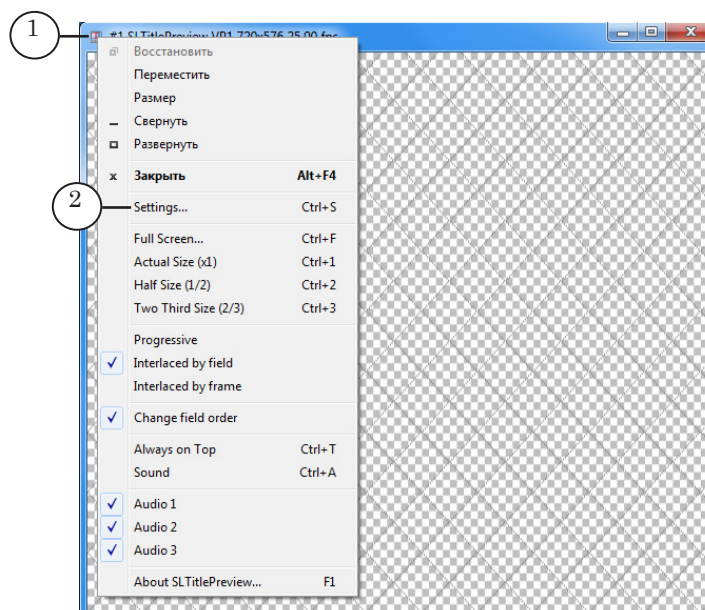 1
#1 SLTitlePreview VP1 720x576 25.00 fps
Восстановить
Переместить
Размер
Свернуть
Развернуть
Закрыть Alt+F4
2
Settings... Ctrl+S
Full Screen... Ctrl+F
Actual Size (x1) Ctrl+1
Half Size (1/2) Ctrl+2
Two Third Size (2/3) Ctrl+3
Progressive
Interlaced by field
Interlaced by frame
Change field order
Always on Top Ctrl+T
Sound Ctrl+A
Audio 1
Audio 2
Audio 3
About SLTitlePreview... F1